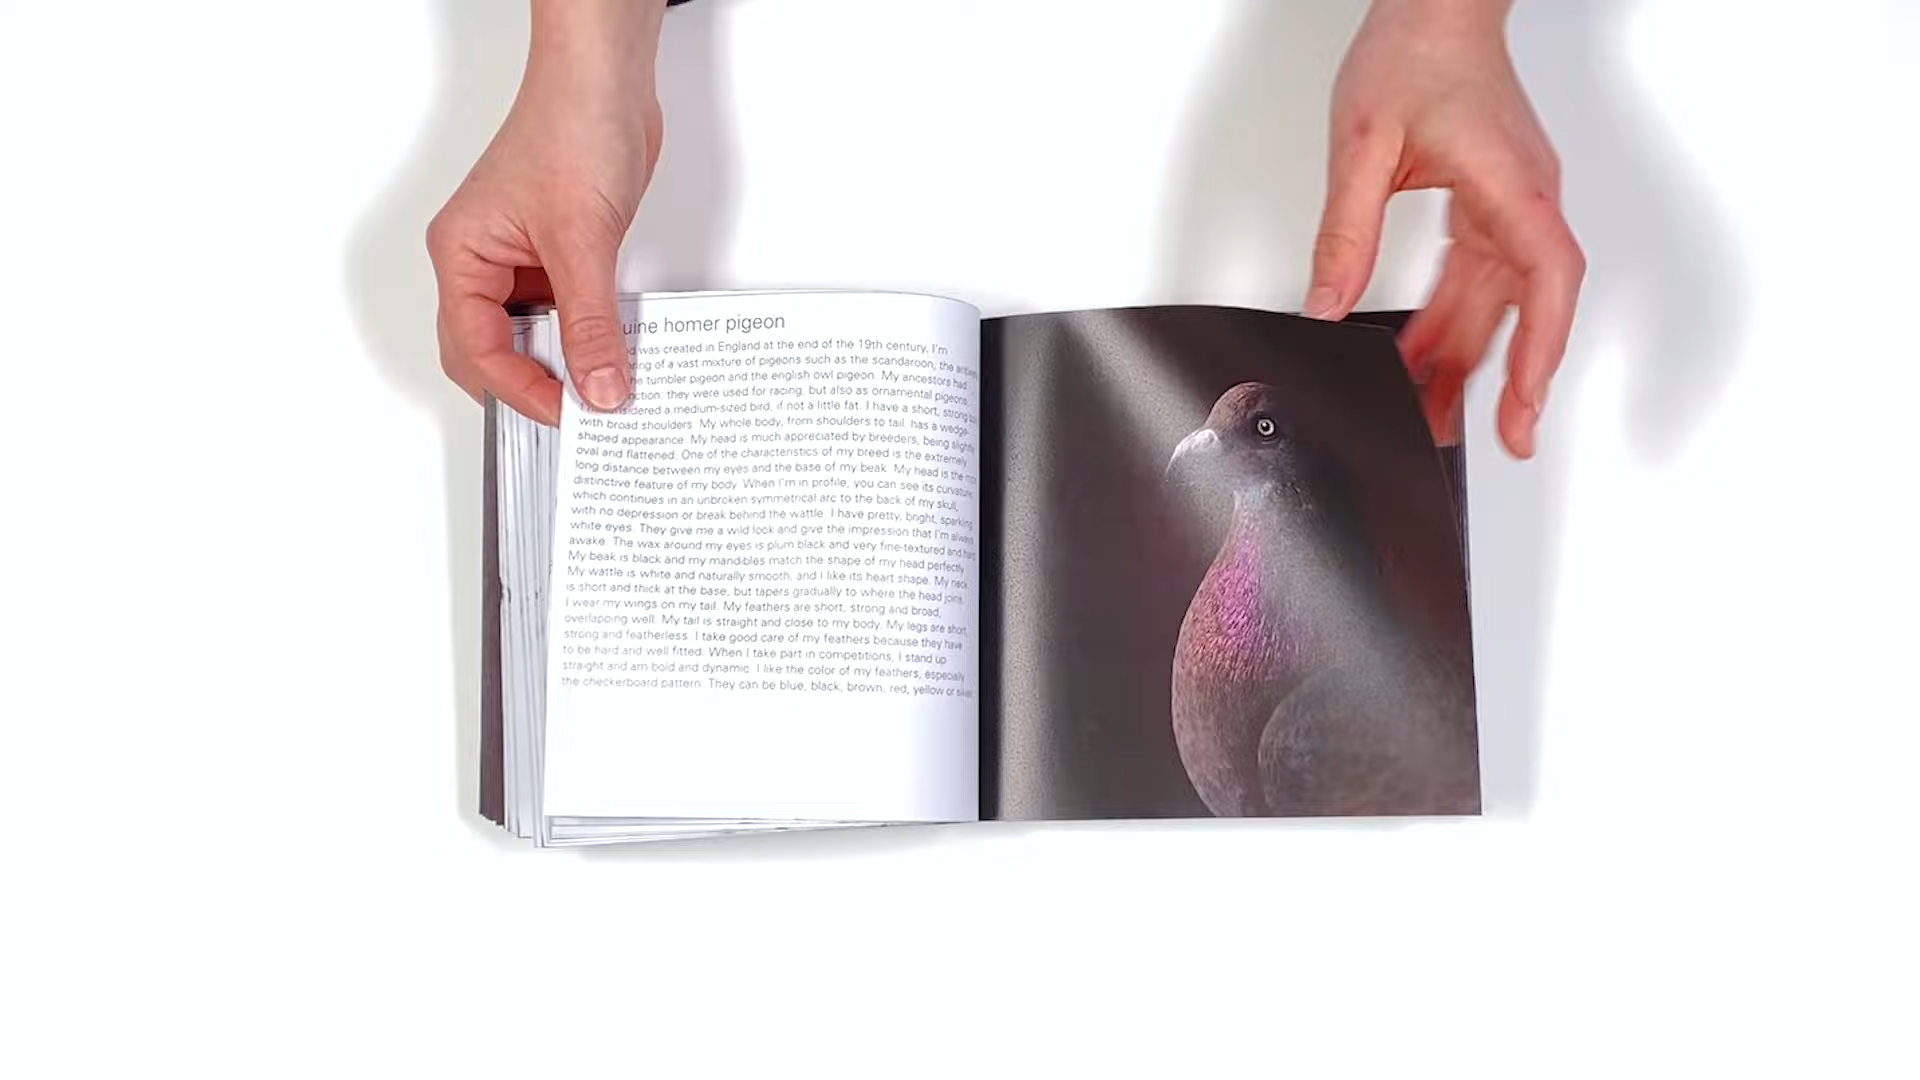 uine homer pigeon
was created in England at the end of the 19th century. I'm
of a vast mixture of pigeons such as the scandaroon, the
tumbler pigeon and the english owl pigeon. My ancestors had
nction: they were used for racing, but also as ornamental pigeons.
sidered a medium-sized bird, if not a little fat. I have a short, strong
with broad shoulders. My whole body, from shoulders to tail, has a wedge-
shaped appearance. My head is much appreciated by breeders, being slightly
oval and flattened. One of the characteristics of my breed is the extremely
long distance between my eyes and the base of my beak. My head is the
distinctive feature of my body. When I'm in profile, you can see its curvature,
which continues in an unbroken symmetrical arc to the back of my skull,
with no depression or break behind the wattle. I have pretty, bright, sparkling
white eyes. They give me a wild look and give the impression that I'm always
awake. The wax around my eyes is plum black and very fine-textured and
My beak is black and my mandibles match the shape of my head perfectly.
My wattle is white and naturally smooth, and I like its heart shape. My neck
is short and thick at the base, but tapers gradually to where the head joins.
I wear my wings on my tail. My feathers are short, strong and broad,
overlapping well. My tail is straight and close to my body. My legs are short,
strong and featherless. I take good care of my feathers because they have
to be hard and well fitted. When I take part in competitions, I stand up
straight and am bold and dynamic. I like the color of my feathers, especially
the checkerboard pattern. They can be blue, black, brown, red, yellow or